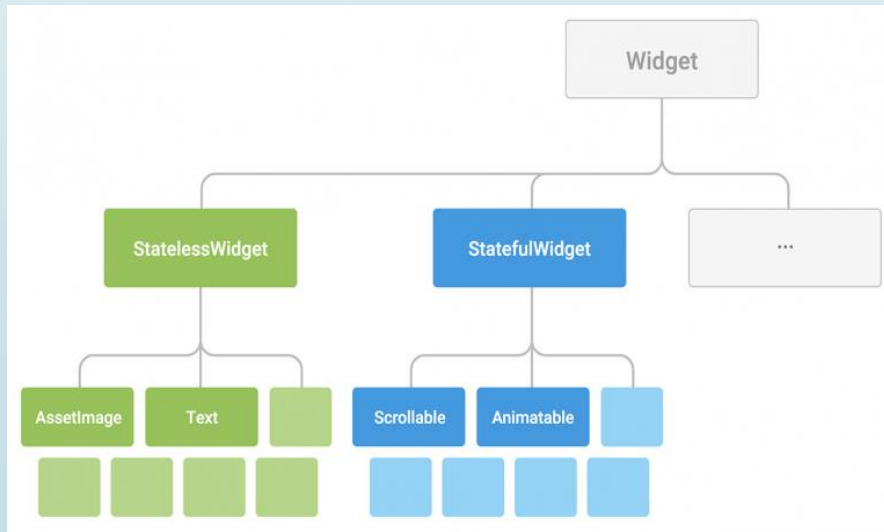 Widget
StatelessWidget
StatefulWidget
...
AssetImage
Text
Scrollable
Animatable